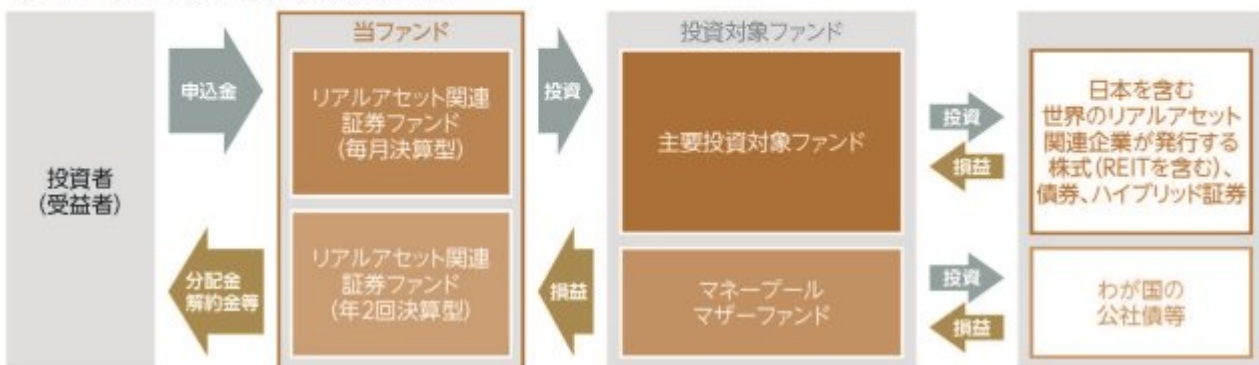 投資者
(受益者)
申込金
分配金
解約金等
当ファンド
リアルアセット関連
証券ファンド
(毎月決算型)
リアルアセット関連
証券ファンド
(年2回決算型)
投資
損益
投資対象ファンド
主要投資対象ファンド
マネープール
マザーファンド
投資
損益
投資
損益
日本を含む
世界のリアルアセット
関連企業が発行する
株式(REITを含む)、
債券、ハイブリッド証券
わが国の
公社債等